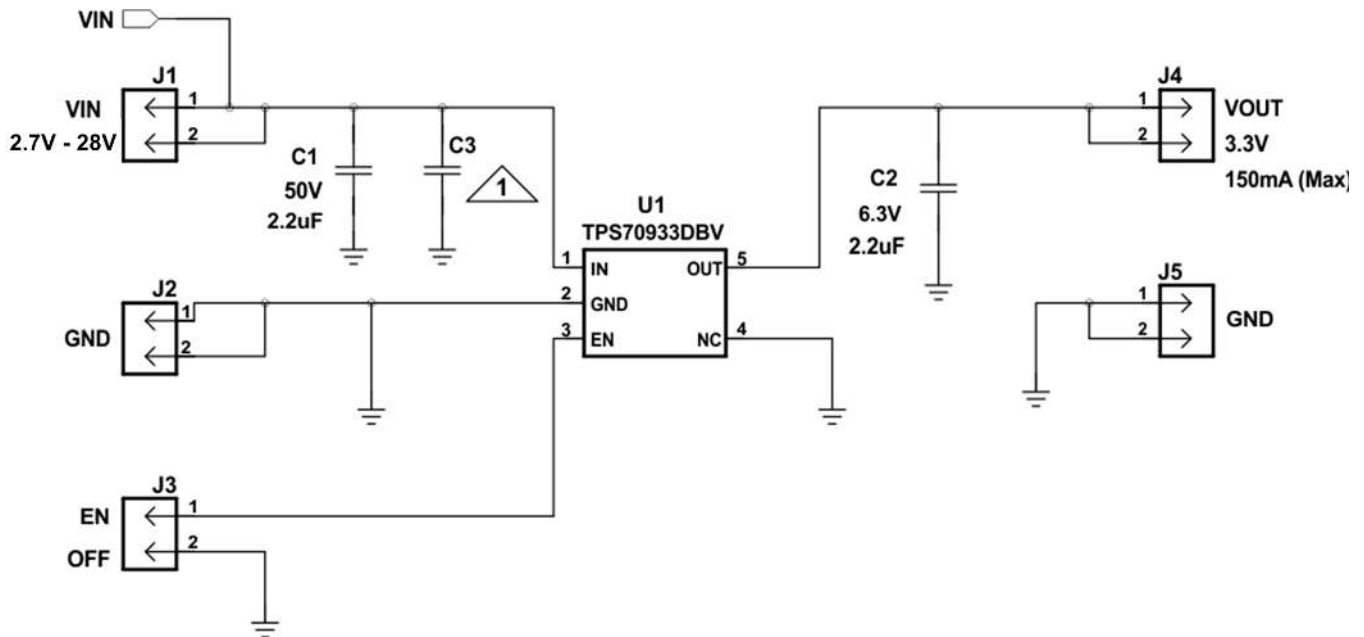 VIN
J1
VIN
1
2.7V - 28V
2
C1
50V
2.2uF
C3
1
U1
TPS70933DBV
1
IN
OUT
5
2
GND
3
EN
NC
4
J2
GND
1
2
J3
EN
1
OFF
2
C2
6.3V
2.2uF
J4
1
VOUT
2
3.3V
150mA (Max)
J5
1
GND
2